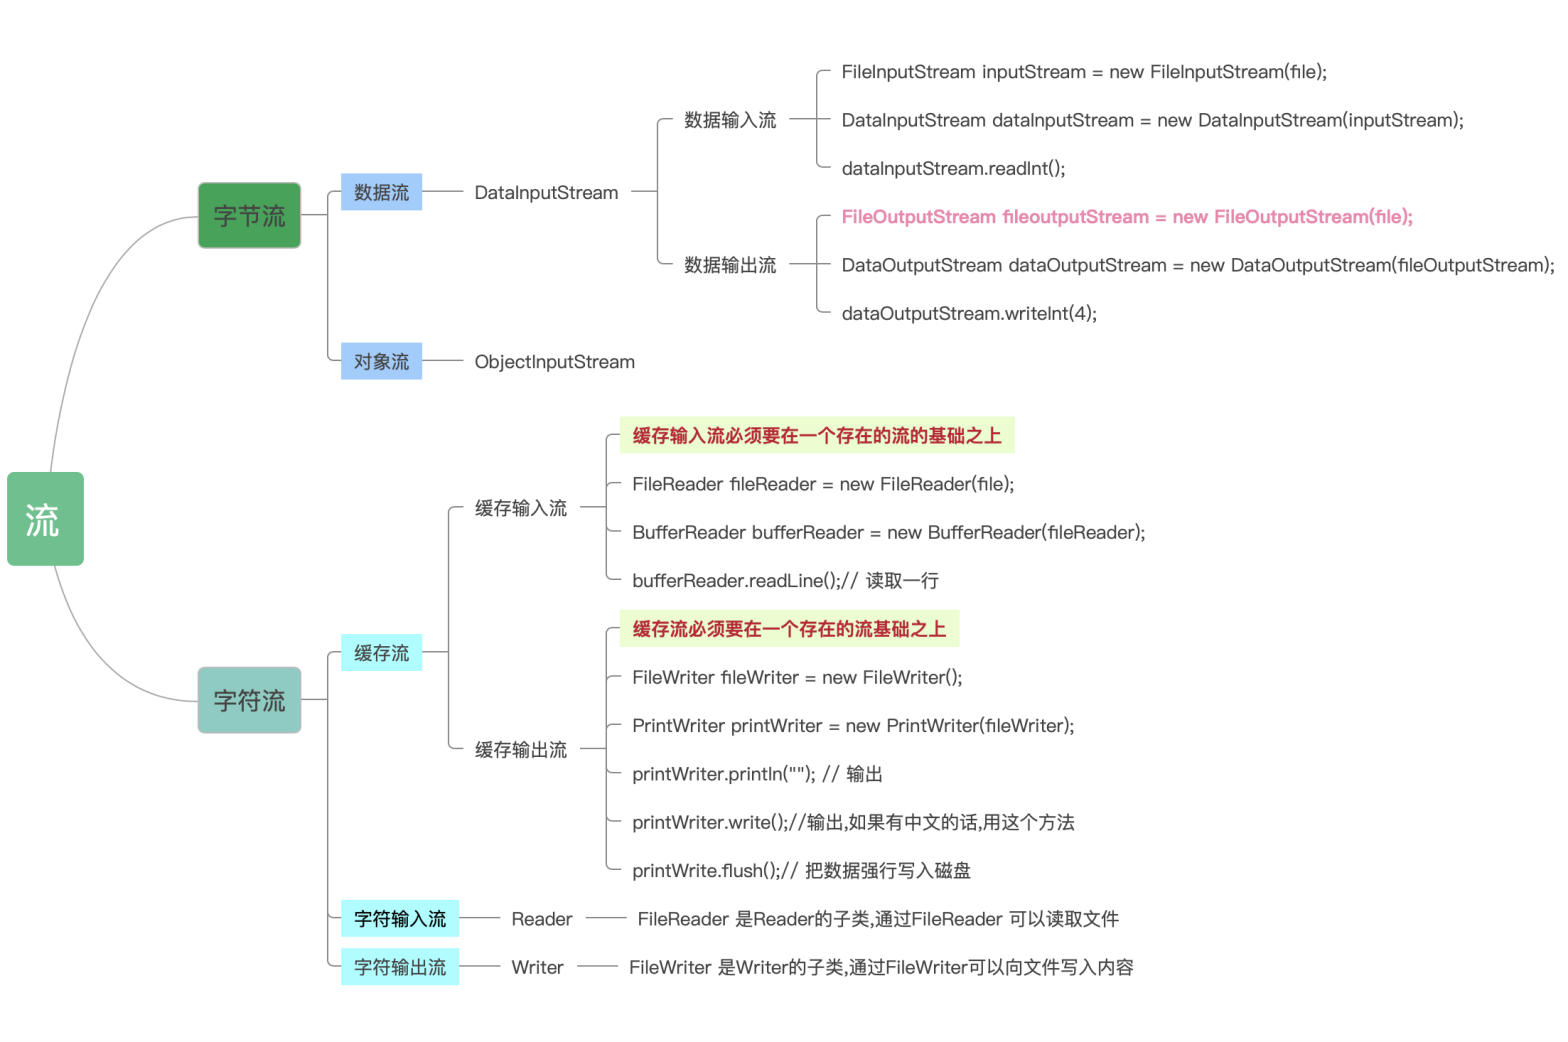 流
字节流
数据流
DataInputStream
数据输入流
FileInputStream inputStream = new FileInputStream(file);
DataInputStream dataInputStream = new DataInputStream(inputStream);
dataInputStream.readInt();
数据输出流
FileOutputStream fileoutputStream = new FileOutputStream(file);
DataOutputStream dataOutputStream = new DataOutputStream(fileOutputStream);
dataOutputStream.writeInt(4);
对象流
ObjectInputStream
字符流
缓存流
缓存输入流
缓存输入流必须要在一个存在的流的基础之上
FileReader fileReader = new FileReader(file);
BufferReader bufferReader = new BufferReader(fileReader);
bufferReader.readLine();// 读取一行
缓存输出流
缓存流必须要在一个存在的流基础之上
FileWriter fileWriter = new FileWriter();
PrintWriter printWriter = new PrintWriter(fileWriter);
printWriter.println(""); // 输出
printWriter.write();//输出,如果有中文的话,用这个方法
printWrite.flush();// 把数据强行写入磁盘
字符输入流
Reader
FileReader 是Reader的子类,通过FileReader 可以读取文件
字符输出流
Writer
FileWriter 是Writer的子类,通过FileWriter可以向文件写入内容